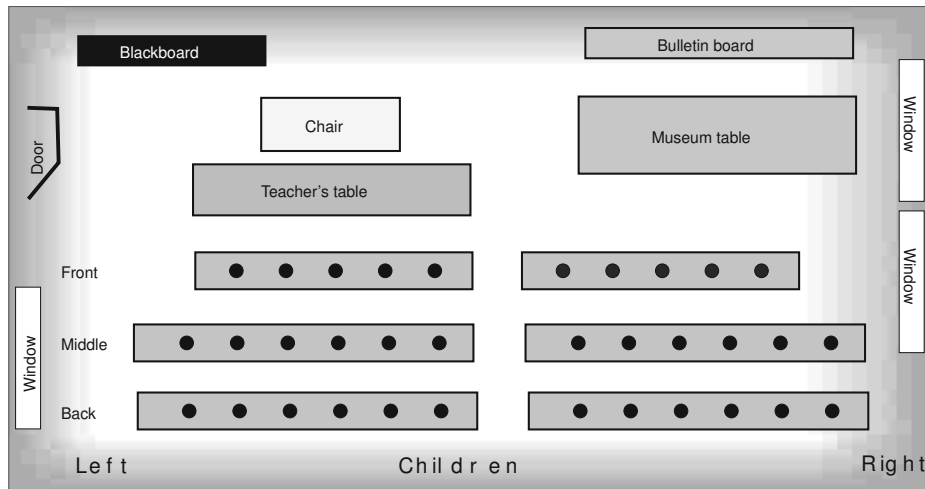 Blackboard
Bulletin board
Chair
Museum table
Window
Door
Teacher's table
Window
Front
Middle
Window
Back
Left
Children
Right